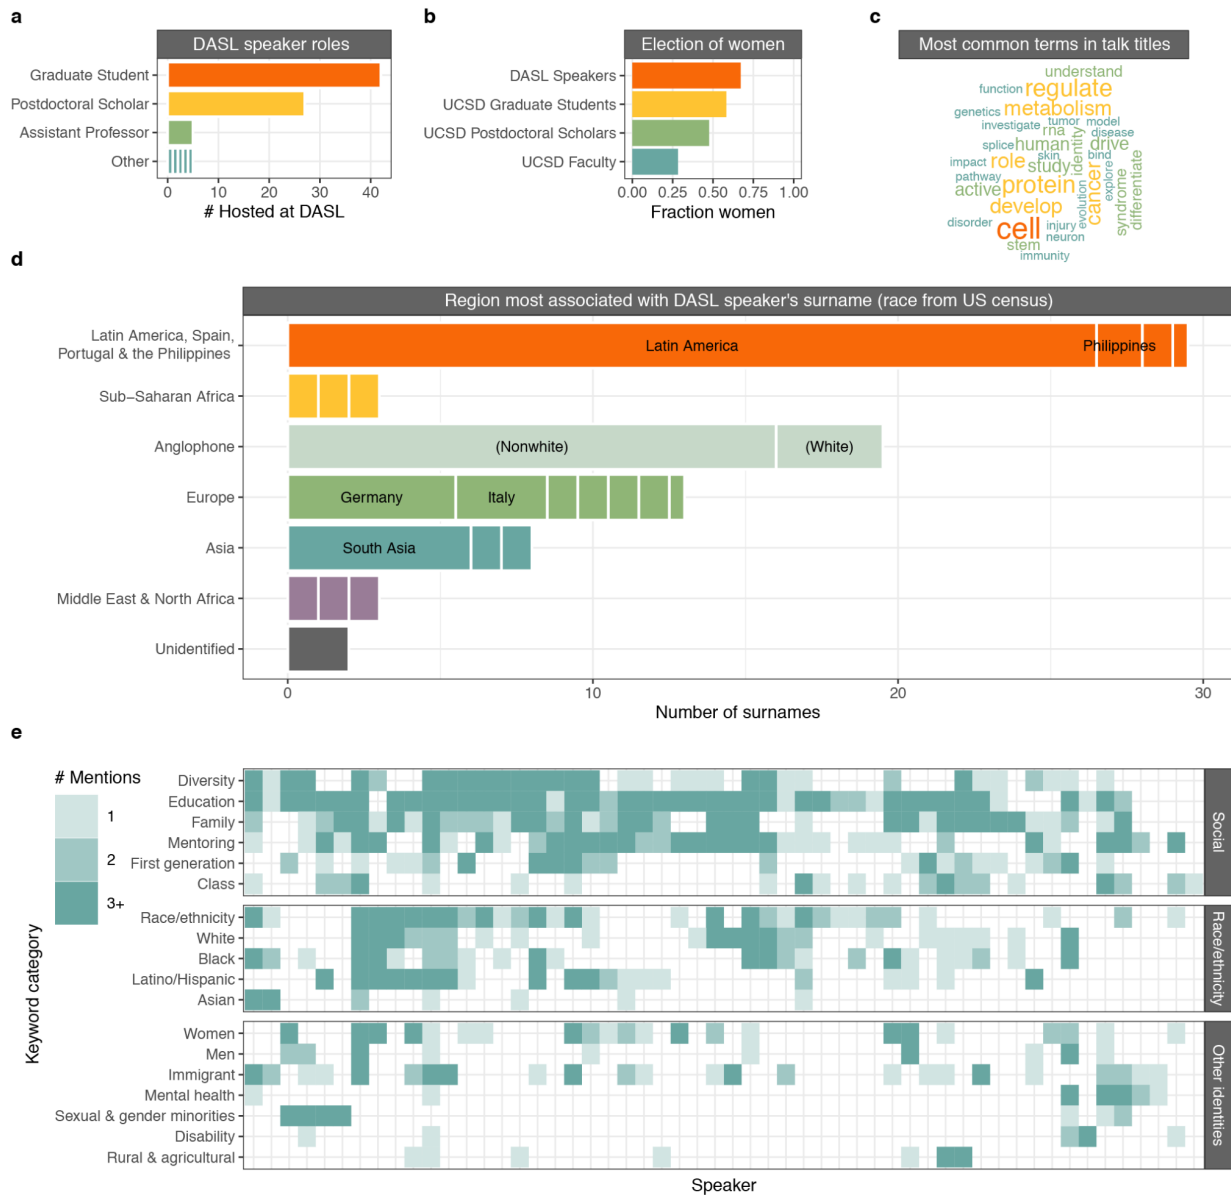 a
DASL speaker roles
Graduate Student
Postdoctoral Scholar
Assistant Professor
Other
0 10 20 30 40
# Hosted at DASL
b
Election of women
DASL Speakers
UCSD Graduate Students
UCSD Postdoctoral Scholars
UCSD Faculty
0.00 0.25 0.50 0.75 1.00
Fraction women
c
Most common terms in talk titles
understand
function regulate
genetics metabolism
investigate tumor model
rna disease
splice human identity drive
impact role skin study bind
pathway protein cancer explore
active syndrome differentiate
develop evolution
disorder cell injury
neuron
stem
immunity
d
Region most associated with DASL speaker's surname (race from US census)
Latin America, Spain,
Portugal & the Philippines
Latin America Philippines
Sub–Saharan Africa
Anglophone (Nonwhite) (White)
Europe Germany Italy
Asia South Asia
Middle East & North Africa
Unidentified
0 10 20 30
Number of surnames
e
# Mentions
1
2
3+
Keyword category
Diversity
Education
Family
Mentoring
First generation
Class
Social
Race/ethnicity
White
Black
Latino/Hispanic
Asian
Race/ethnicity
Women
Men
Immigrant
Mental health
Sexual & gender minorities
Disability
Rural & agricultural
Other identities
Speaker